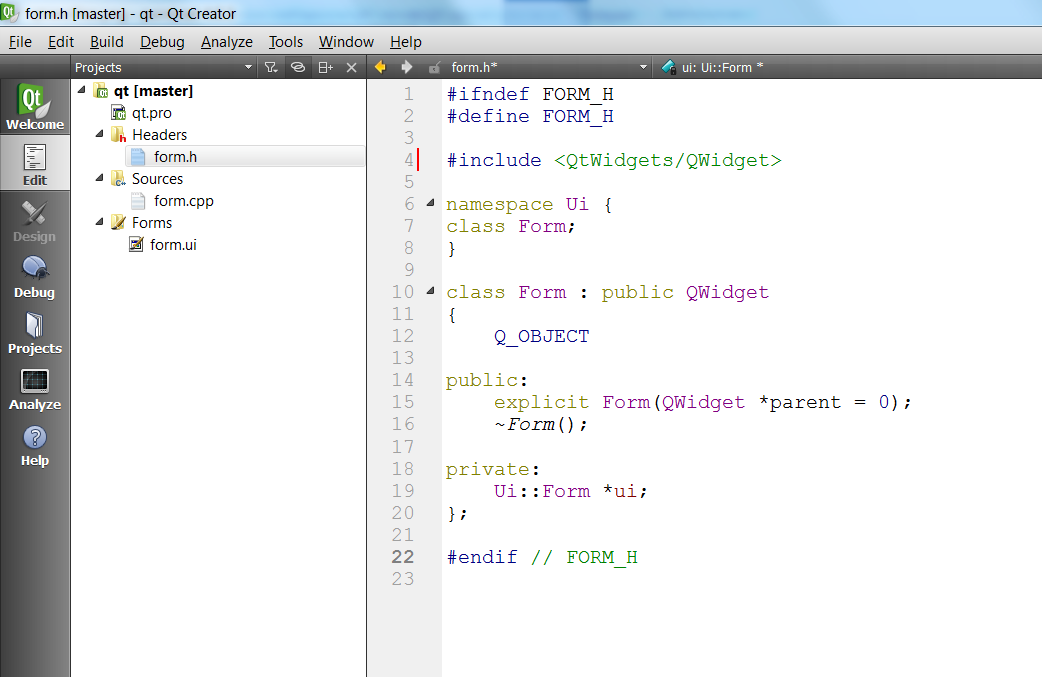 form.h [master] - qt - Qt Creator
File Edit Build Debug Analyze Tools Window Help
Projects form.h* ui: Ui::Form *
Qt
Welcome
Edit
Design
Debug
Projects
Analyze
Help
qt [master]
qt.pro
Headers
form.h
Sources
form.cpp
Forms
form.ui
1 #ifndef FORM_H
2 #define FORM_H
3
4 #include <QtWidgets/QWidget>
5
6 namespace Ui {
7 class Form;
8 }
9
10 class Form : public QWidget
11 {
12 Q_OBJECT
13
14 public:
15 explicit Form(QWidget *parent = 0);
16 ~Form();
17
18 private:
19 Ui::Form *ui;
20 };
21
22 #endif // FORM_H
23